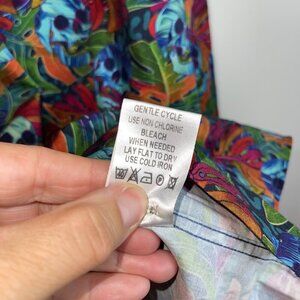 GENTLE CYCLE
USE NON CHLORINE
BLEACH
WHEN NEEDED
LAY FLAT TO DRY
USE COLD IRON